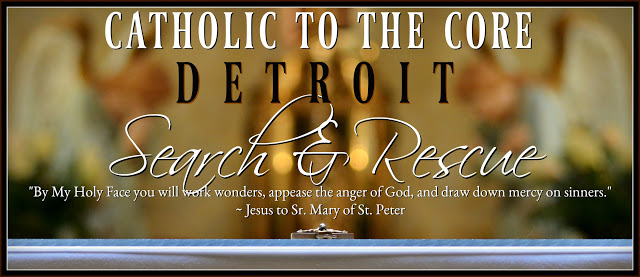 CATHOLIC TO THE CORE
DETROIT
Search & Rescue
"By My Holy Face you will work wonders, appease the anger of God, and draw down mercy on sinners."
~ Jesus to Sr. Mary of St. Peter